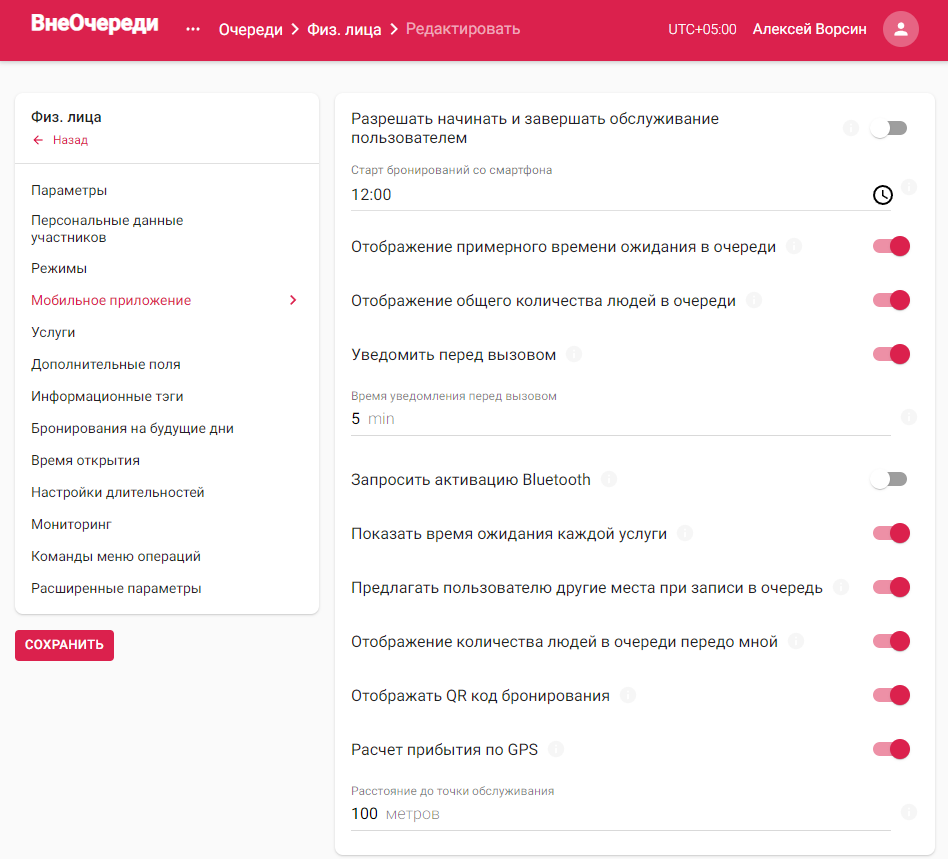 ВнеОчереди
Очереди
Физ. лица
Редактировать
UTC+05:00
Алексей Ворсин
Физ. лица
Назад
Параметры
Персональные данные
участников
Режимы
Мобильное приложение
Услуги
Дополнительные поля
Информационные тэги
Бронирования на будущие дни
Время открытия
Настройки длительностей
Мониторинг
Команды меню операций
Расширенные параметры
СОХРАНИТЬ
Разрешать начинать и завершать обслуживание
пользователем
Старт бронирований со смартфона
12:00
Отображение примерного времени ожидания в очереди
Отображение общего количества людей в очереди
Уведомить перед вызовом
Время уведомления перед вызовом
5 min
Запросить активацию Bluetooth
Показать время ожидания каждой услуги
Предлагать пользователю другие места при записи в очередь
Отображение количества людей в очереди передо мной
Отображать QR код бронирования
Расчет прибытия по GPS
Расстояние до точки обслуживания
100 метров